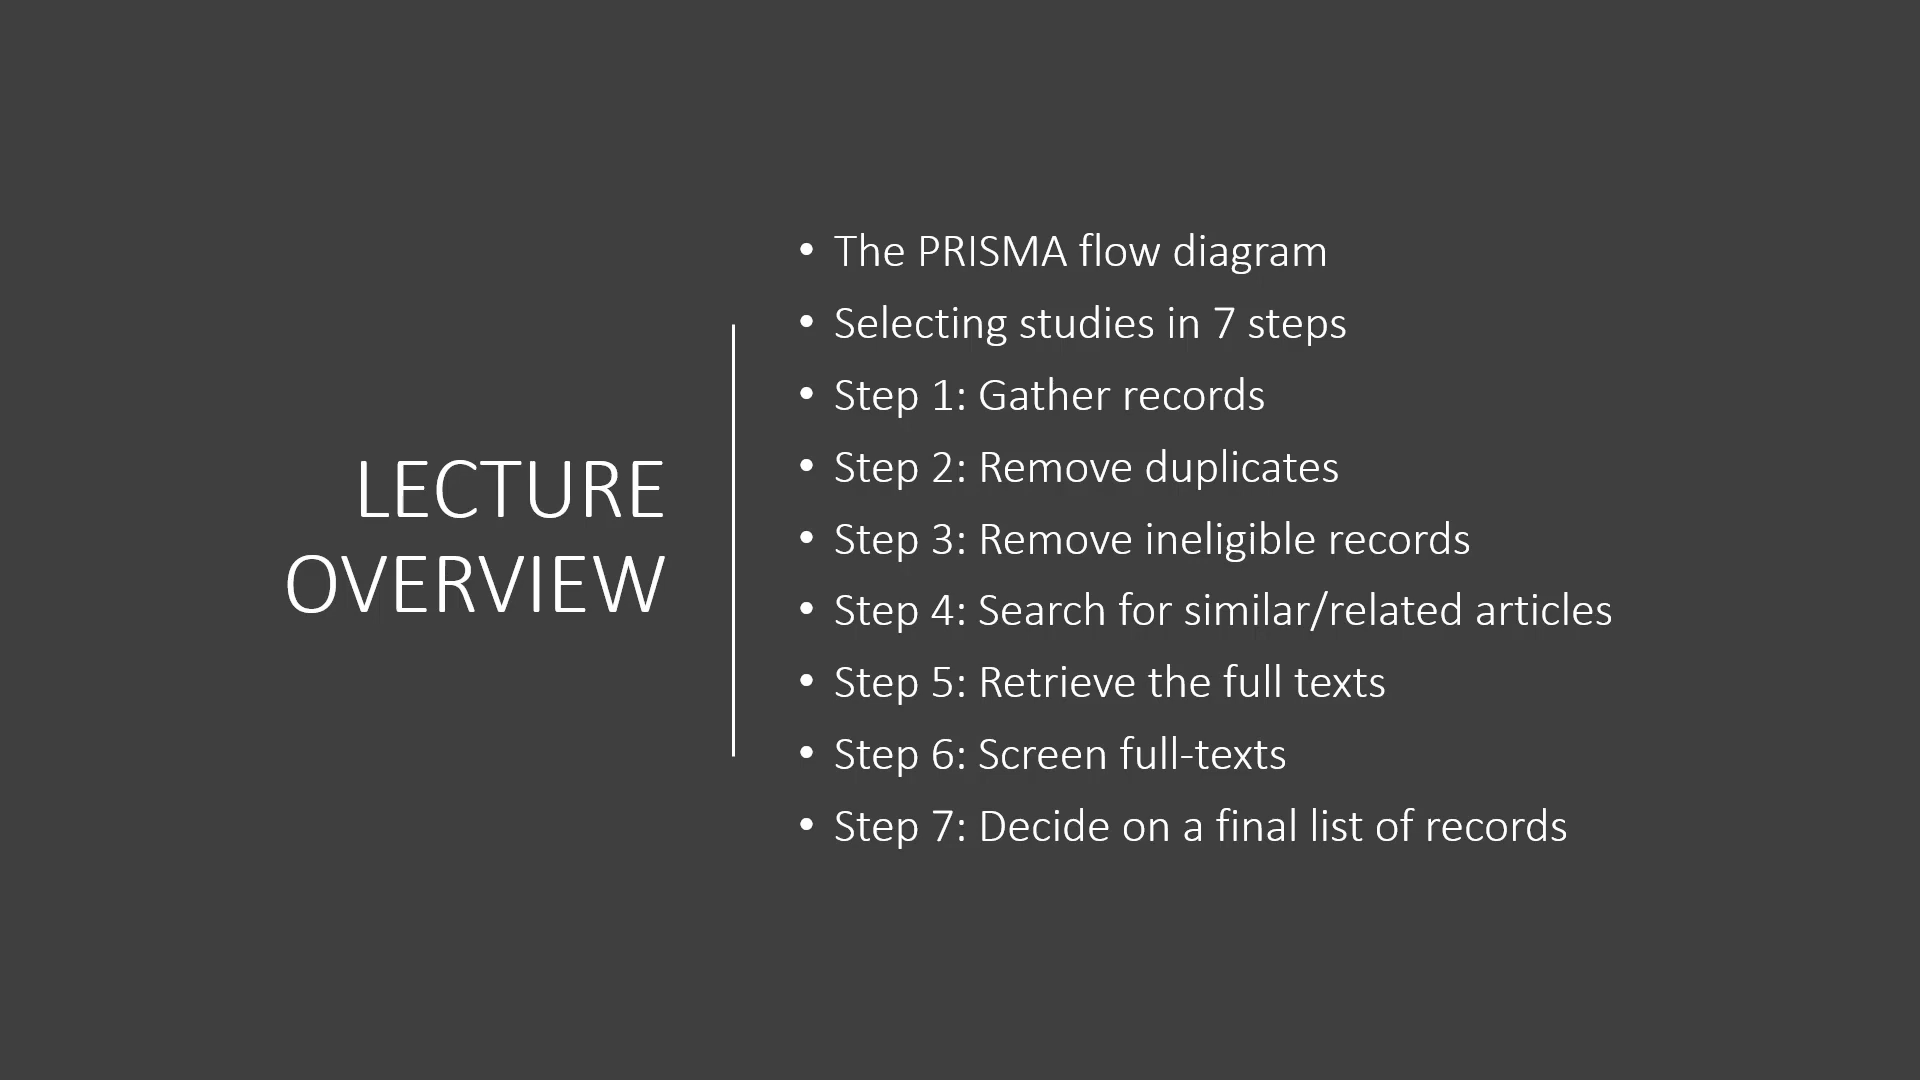 LECTURE
OVERVIEW
• The PRISMA flow diagram
• Selecting studies in 7 steps
• Step 1: Gather records
• Step 2: Remove duplicates
• Step 3: Remove ineligible records
• Step 4: Search for similar/related articles
• Step 5: Retrieve the full texts
• Step 6: Screen full-texts
• Step 7: Decide on a final list of records